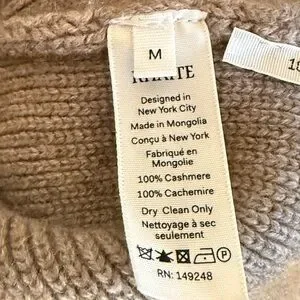 M
KHAITE
Designed in
New York City
Made in Mongolia
Conçu à New York
Fabriqué en
Mongolie
100% Cashmere
100% Cachemire
Dry Clean Only
Nettoyage à sec
seulement
P
RN: 149248